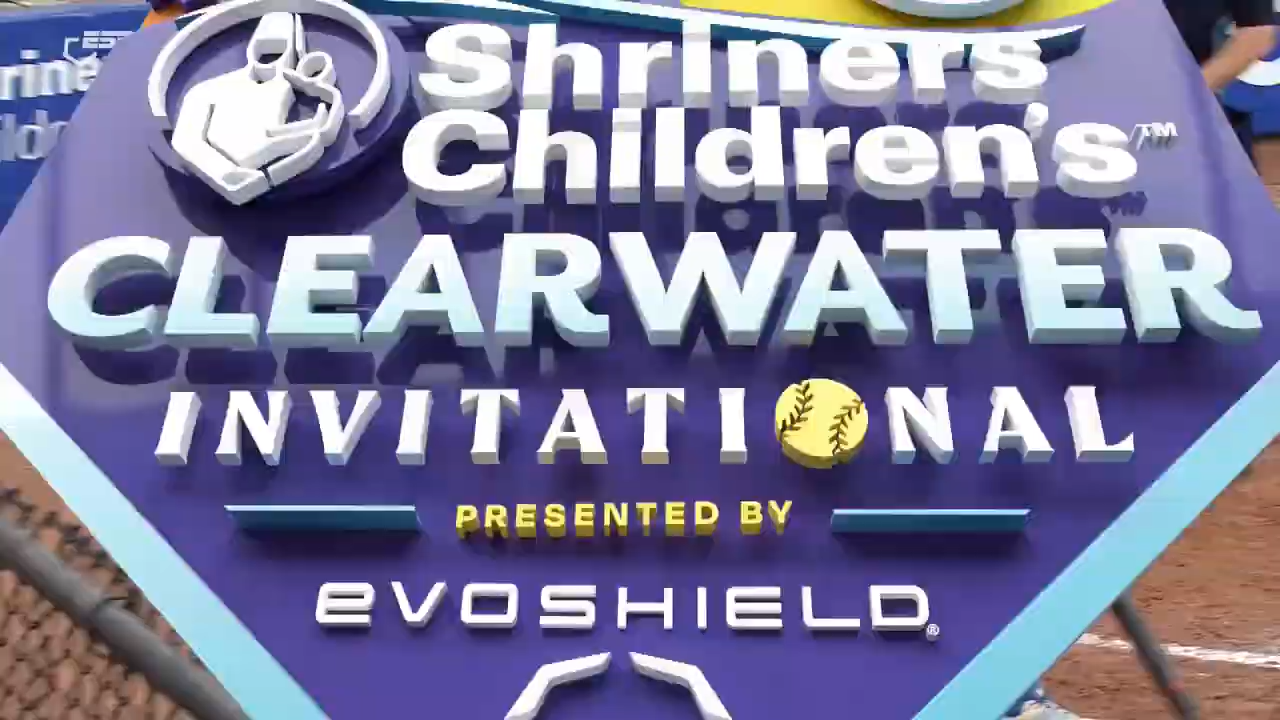 Shriners
Children's™
CLEARWATER
INVITATIONAL
PRESENTED BY
evoSHIELD®